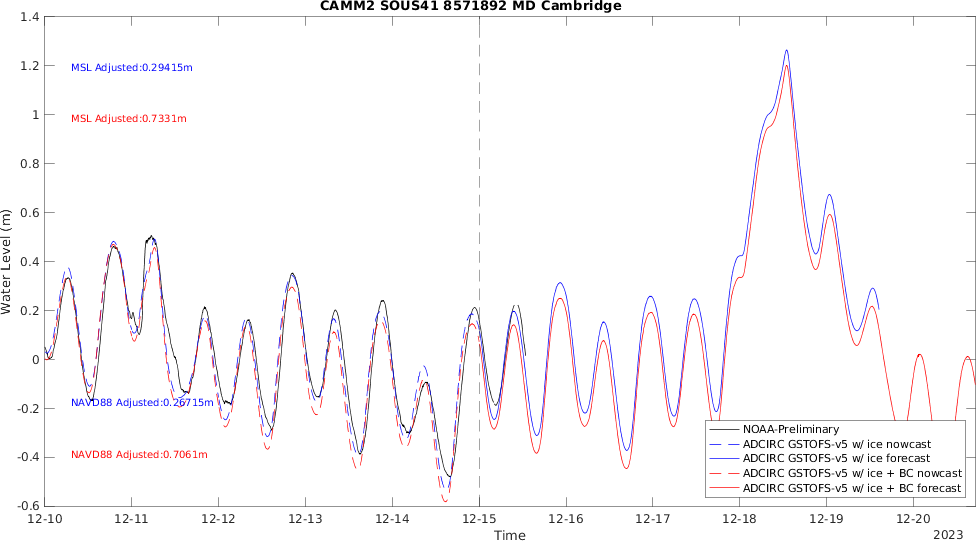 CAMM2 SOUS41 8571892 MD Cambridge
1.4
1.2
1
0.8
0.6
0.4
0.2
0
-0.2
-0.4
-0.6
Water Level (m)
MSL Adjusted:0.29415m
MSL Adjusted:0.7331m
NAVD88 Adjusted:0.26715m
NAVD88 Adjusted:0.7061m
NOAA-Preliminary
ADCIRC GSTOFS-v5 w/ ice nowcast
ADCIRC GSTOFS-v5 w/ ice forecast
ADCIRC GSTOFS-v5 w/ ice + BC nowcast
ADCIRC GSTOFS-v5 w/ ice + BC forecast
12-10 12-11 12-12 12-13 12-14 12-15 12-16 12-17 12-18 12-19 12-20
Time
2023